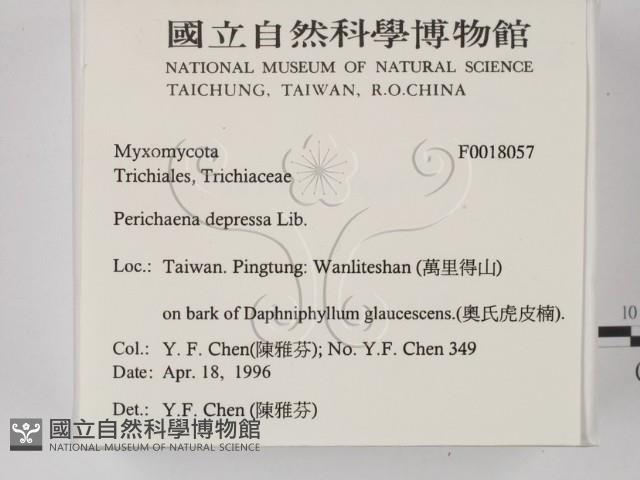 國立自然科學博物館
NATIONAL MUSEUM OF NATURAL SCIENCE
TAICHUNG, TAIWAN, R.O.CHINA
Myxomycota F0018057
Trichiales, Trichiaceae
Perichaena depressa Lib.
Loc.: Taiwan. Pingtung: Wanliteshan (萬里得山)
on bark of Daphniphyllum glaucescens.(奧氏虎皮楠).
Col.: Y. F. Chen(陳雅芬); No. Y.F. Chen 349
Date: Apr. 18, 1996
Det.: Y.F. Chen (陳雅芬)
10
國立自然科學博物館
NATIONAL MUSEUM OF NATURAL SCIENCE